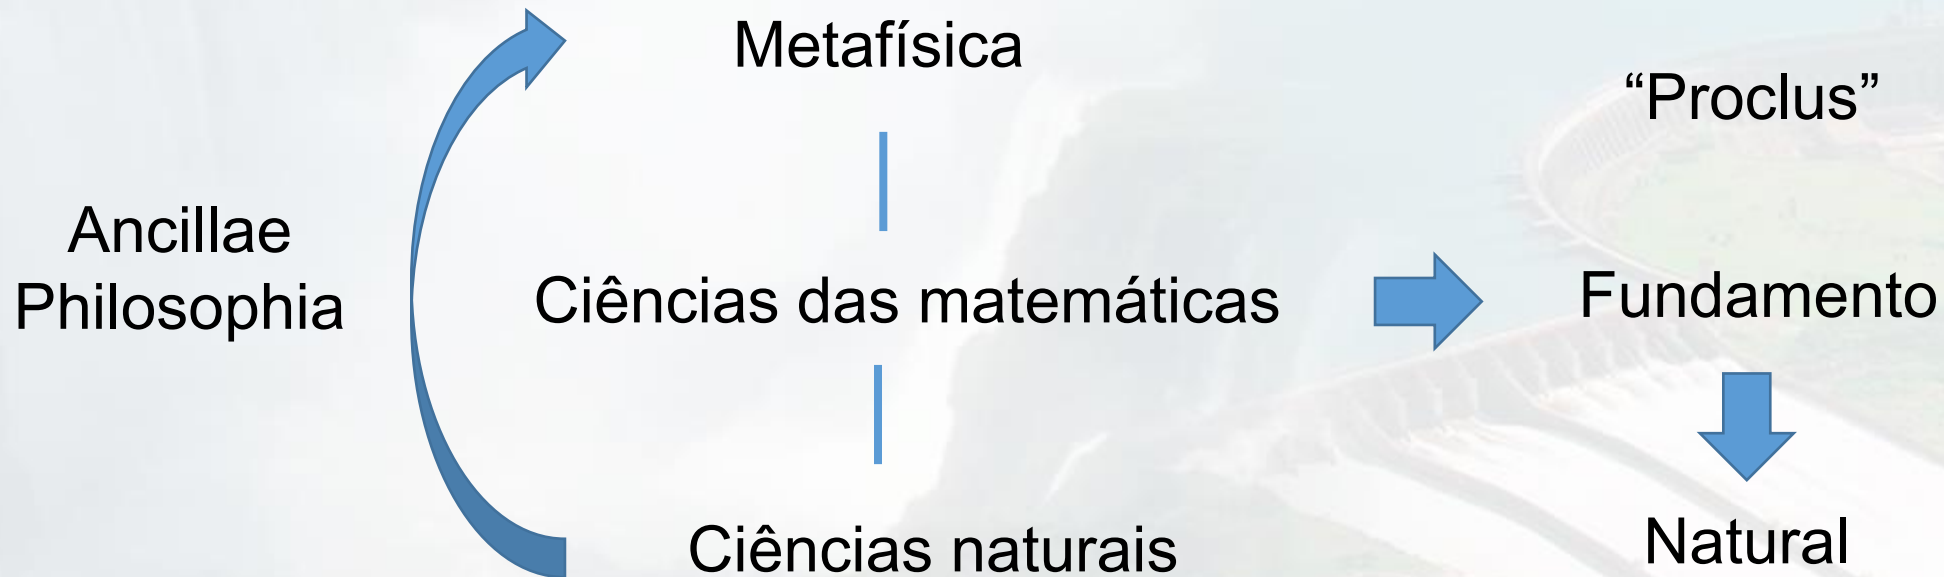 Metafísica
“Proclus”
Ancillae
Philosophia
Ciências das matemáticas
Fundamento
Ciências naturais
Natural